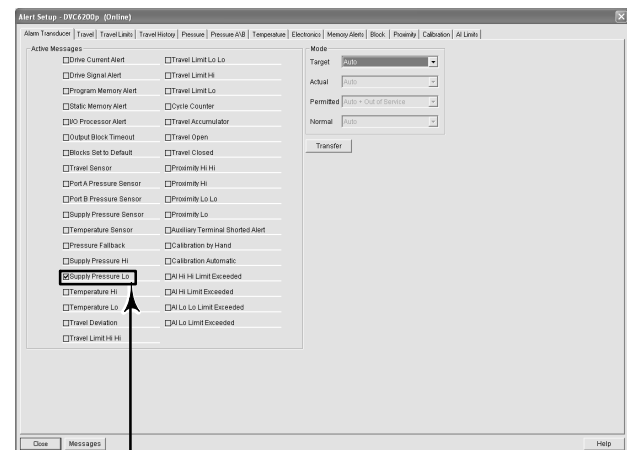 Alert Setup - DVC6200p (Online)
Alarm Transducer Travel Travel Limits Travel History Pressure Pressure A\B Temperature Electronics Memory Alerts Block Proximity Calibration AI Limits
Active Messages
Drive Current Alert
Drive Signal Alert
Program Memory Alert
Static Memory Alert
I/O Processor Alert
Output Block Timeout
Blocks Set to Default
Travel Sensor
Port A Pressure Sensor
Port B Pressure Sensor
Supply Pressure Sensor
Temperature Sensor
Pressure Fallback
Supply Pressure Hi
Supply Pressure Lo
Temperature Hi
Temperature Lo
Travel Deviation
Travel Limit Hi Hi
Travel Limit Lo Lo
Travel Limit Hi
Travel Limit Lo
Cycle Counter
Travel Accumulator
Travel Open
Travel Closed
Proximity Hi Hi
Proximity Hi
Proximity Lo Lo
Proximity Lo
Auxiliary Terminal Shorted Alert
Calibration by Hand
Calibration Automatic
AI Hi Hi Limit Exceeded
AI Hi Limit Exceeded
AI Lo Lo Limit Exceeded
AI Lo Limit Exceeded
Mode
Target Auto
Actual Auto
Permitted Auto + Out of Service
Normal Auto
Transfer
Close Messages Help